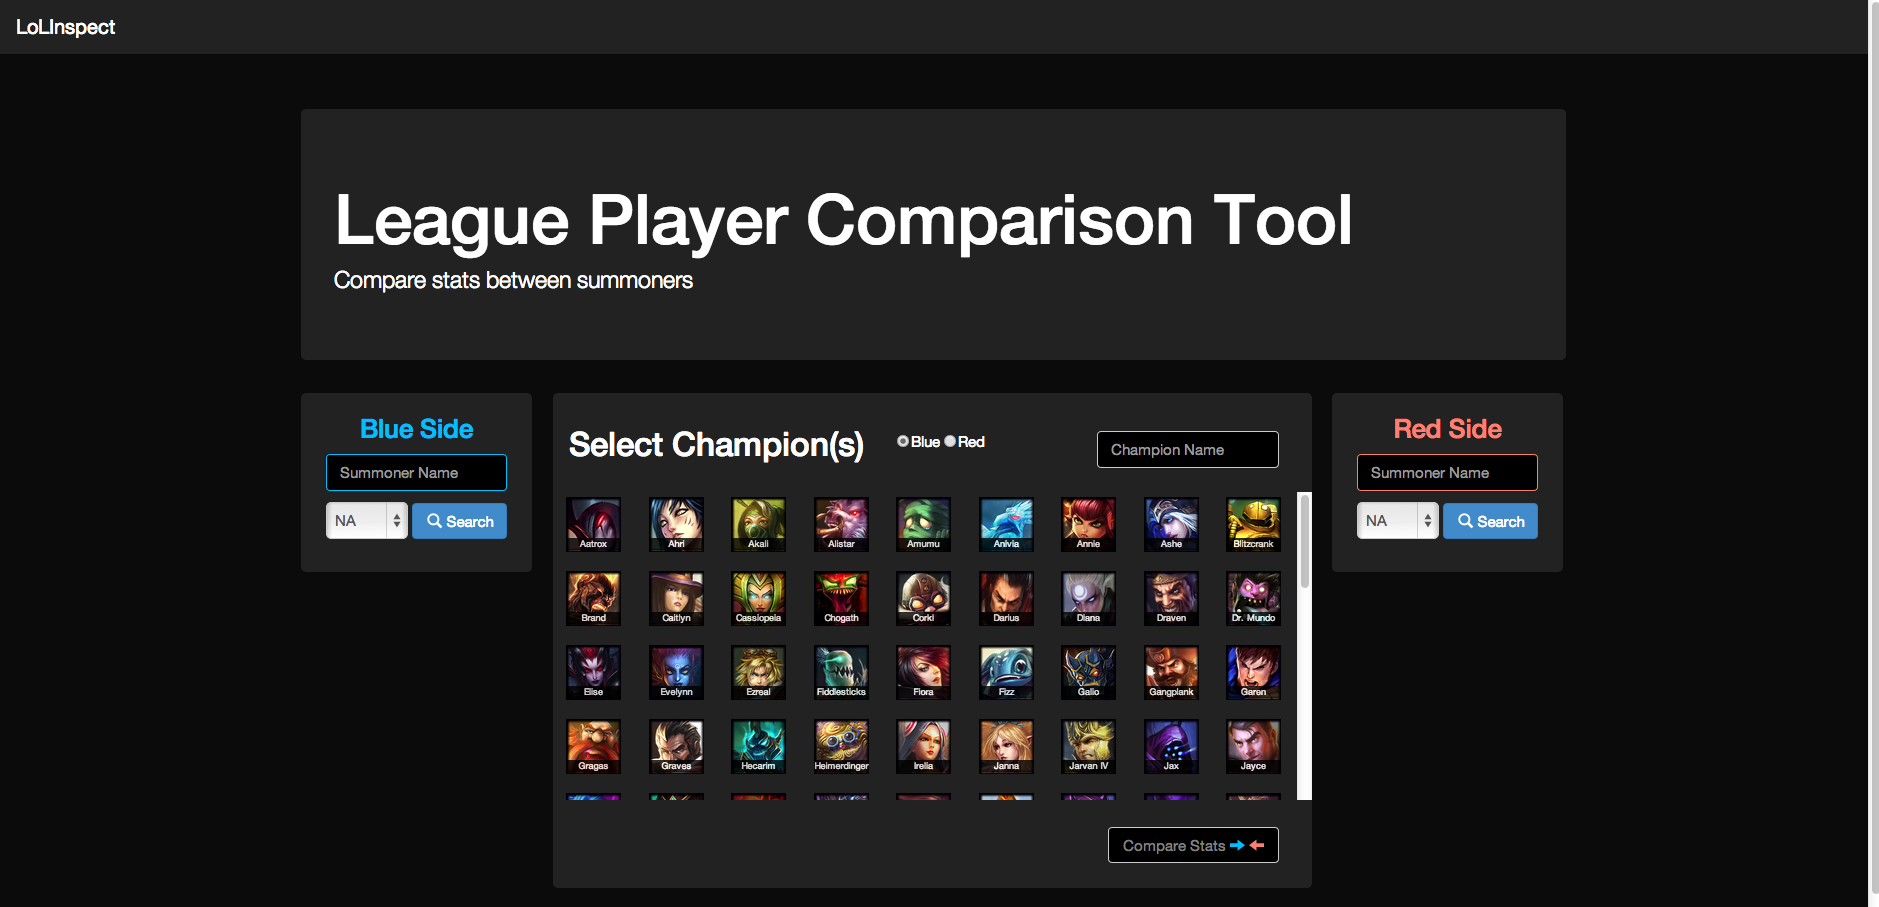 LoLInspect
League Player Comparison Tool
Compare stats between summoners
Blue Side
Summoner Name
NA Search
Select Champion(s) Blue Red Champion Name
Aatrox Ahri Akali Alistar Amumu Anivia Annie Ashe Blitzcrank
Brand Caitlyn Cassiopeia Chogath Corki Darius Diana Draven Dr. Mundo
Elise Evelynn Ezreal Fiddlesticks Fiora Fizz Galio Gangplank Garen
Gragas Graves Hecarim Heimerdinger Irelia Janna Jarvan IV Jax Jayce
Compare Stats
Red Side
Summoner Name
NA Search